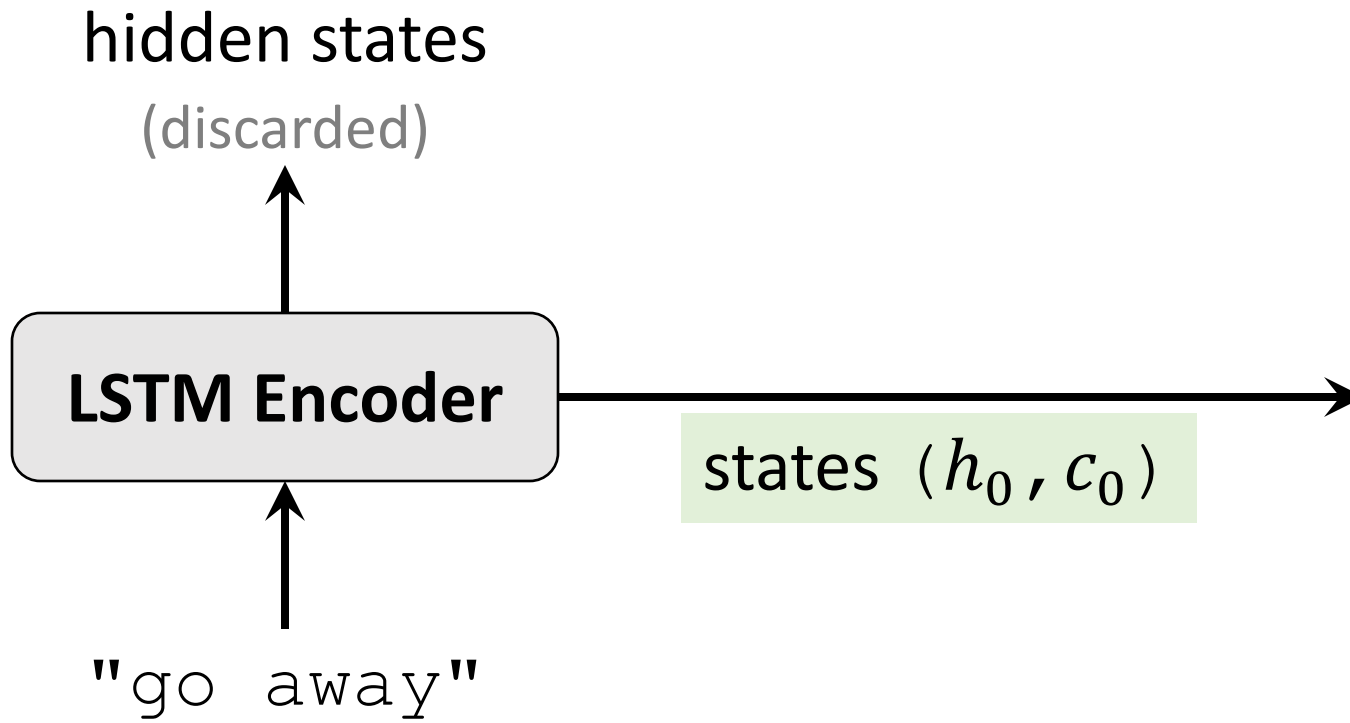 hidden states
(discarded)
LSTM Encoder
states (h₀, c₀)
"go away"